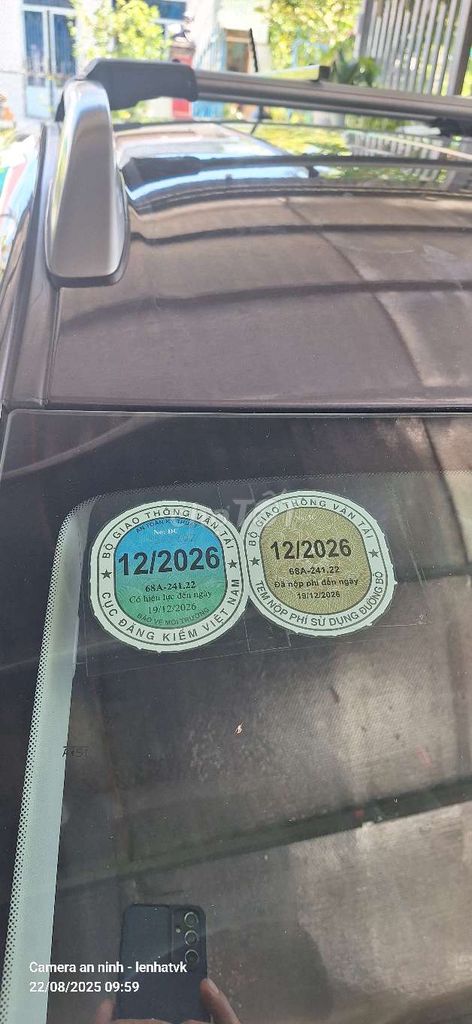 BỘ GIAO THÔNG VẬN TẢI
No: DC
12/2026
68A-241.22
Có hiệu lực đến ngày
19/12/2026
BẢO VỆ MÔI TRƯỜNG
CỤC ĐĂNG KIỂM VIỆT NAM
BỘ GIAO THÔNG VẬN TẢI
12/2026
68A-241.22
Đã nộp phí đến ngày
19/12/2026
TEM NỘP PHÍ SỬ DỤNG ĐƯỜNG BỘ
Camera an ninh - lenhatvk
22/08/2025 09:59